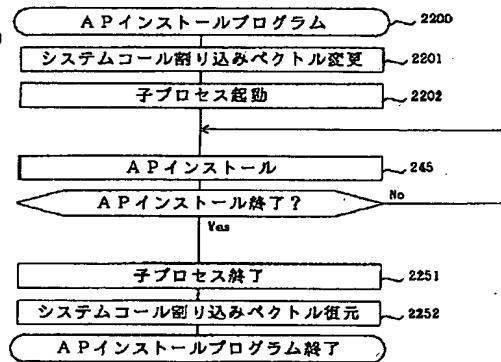 APインストールプログラム 2200
システムコール割り込みベクトル変更 2201
子プロセス起動 2202
APインストール 245
APインストール終了? No
Yes
子プロセス終了 2251
システムコール割り込みベクトル復元 2252
APインストールプログラム終了